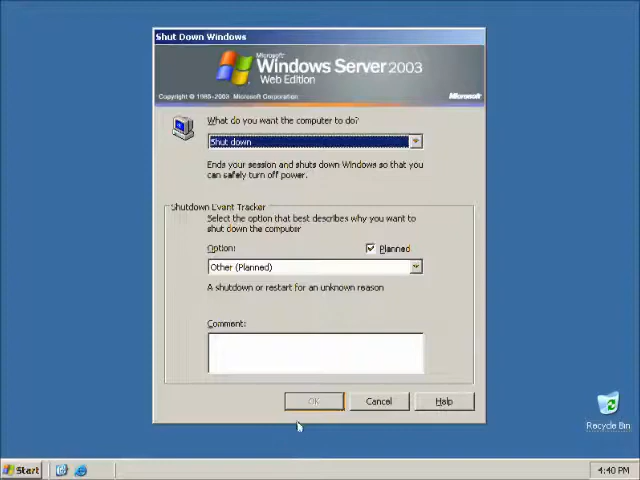 Shut Down Windows
Microsoft
Windows Server 2003
Web Edition
Copyright © 1985-2003 Microsoft Corporation
Microsoft
What do you want the computer to do?
Shut down
Ends your session and shuts down Windows so that you
can safely turn off power.
Shutdown Event Tracker
Select the option that best describes why you want to
shut down the computer
Option:
Planned
Other (Planned)
A shutdown or restart for an unknown reason
Comment:
OK
Cancel
Help
Recycle Bin
Start
4:40 PM